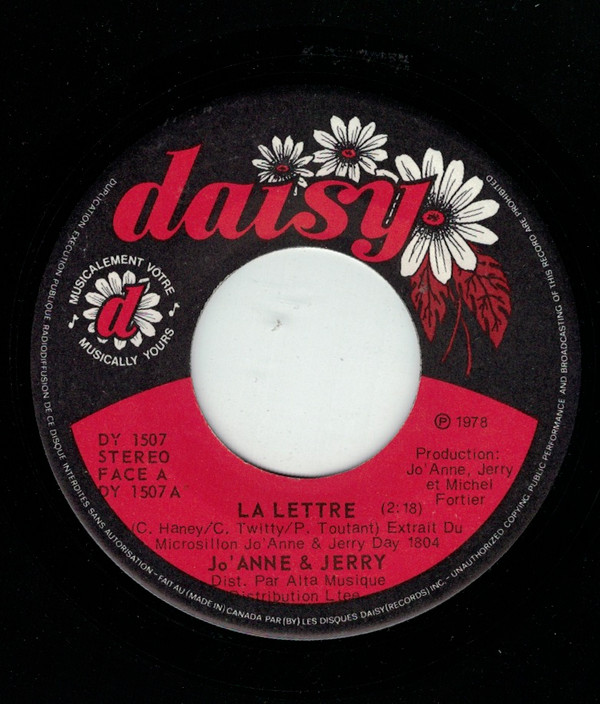 daisy
MUSICALEMENT VÔTRE
d
MUSICALLY YOURS
DY 1507
STEREO
FACE A
DY 1507A
Ⓟ 1978
Production:
Jo'Anne, Jerry
et Michel
Fortier
LA LETTRE (2:18)
(C. Haney/C. Twitty/P. Toutant) Extrait Du
Microsillon Jo'Anne & Jerry Day 1804
Jo'ANNE & JERRY
Dist. Par Alta Musique
Distribution Ltee.
DUPLICATION EXECUTION PUBLIQUE RADIODIFFUSION DE CE DISQUE INTERDITES SANS AUTORISATION - FAIT AU (MADE IN) CANADA PAR (BY) LES DISQUES DAISY (RECORDS) INC. - UNAUTHORIZED COPYING, PUBLIC PERFORMANCE AND BROADCASTING OF THIS RECORD ARE PROHIBITED